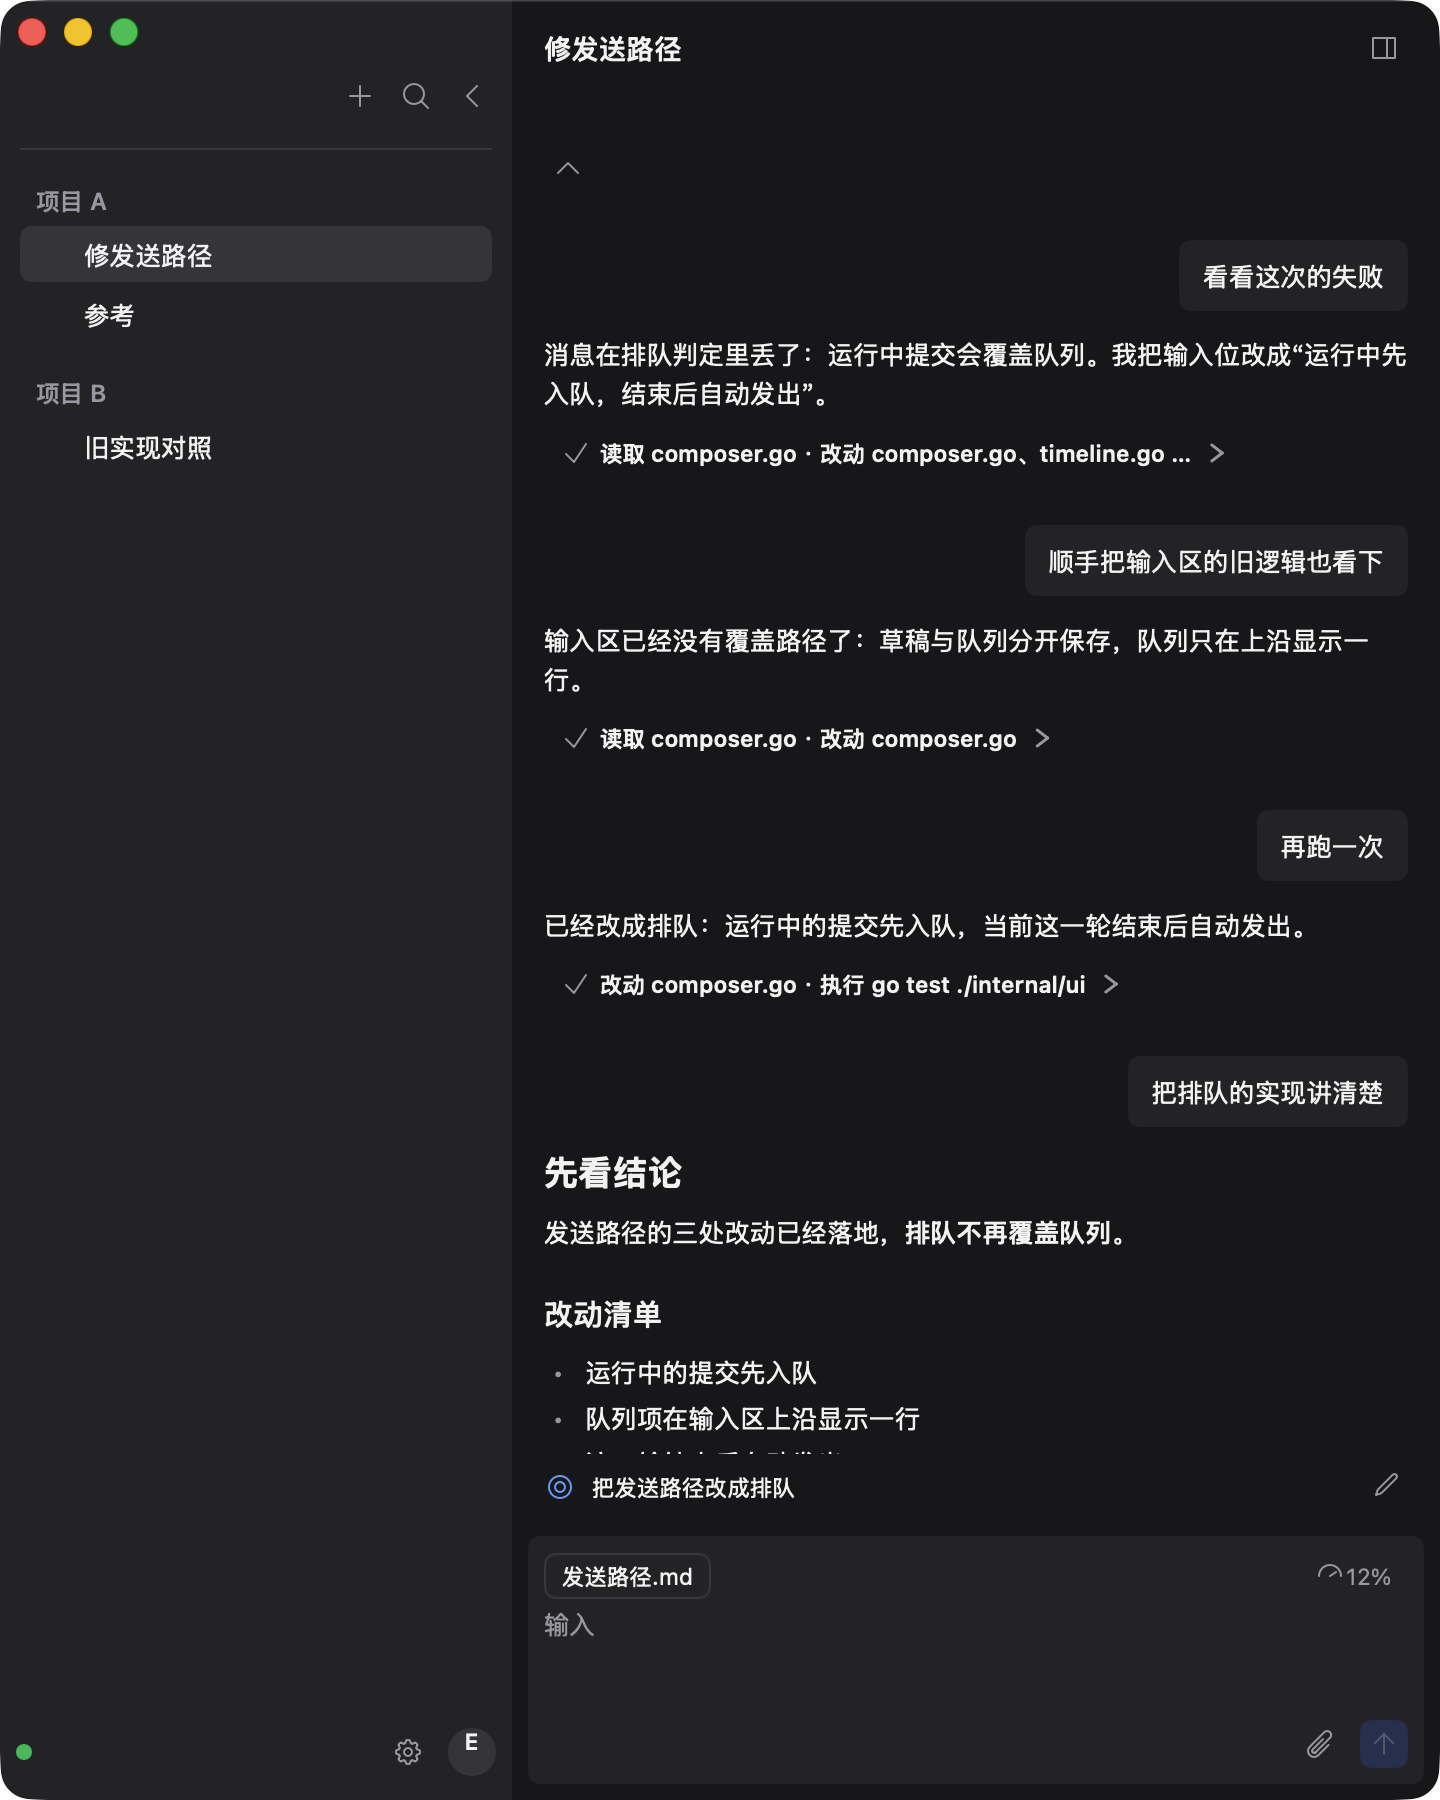 修发送路径
项目 A
修发送路径
参考
项目 B
旧实现对照
看看这次的失败
消息在排队判定里丢了：运行中提交会覆盖队列。我把输入位改成“运行中先
入队，结束后自动发出”。
读取 composer.go · 改动 composer.go、timeline.go ...
顺手把输入区的旧逻辑也看下
输入区已经没有覆盖路径了：草稿与队列分开保存，队列只在上沿显示一
行。
读取 composer.go · 改动 composer.go
再跑一次
已经改成排队：运行中的提交先入队，当前这一轮结束后自动发出。
改动 composer.go · 执行 go test ./internal/ui
把排队的实现讲清楚
先看结论
发送路径的三处改动已经落地，排队不再覆盖队列。
改动清单
• 运行中的提交先入队
• 队列项在输入区上沿显示一行
把发送路径改成排队
发送路径.md
12%
输入
E